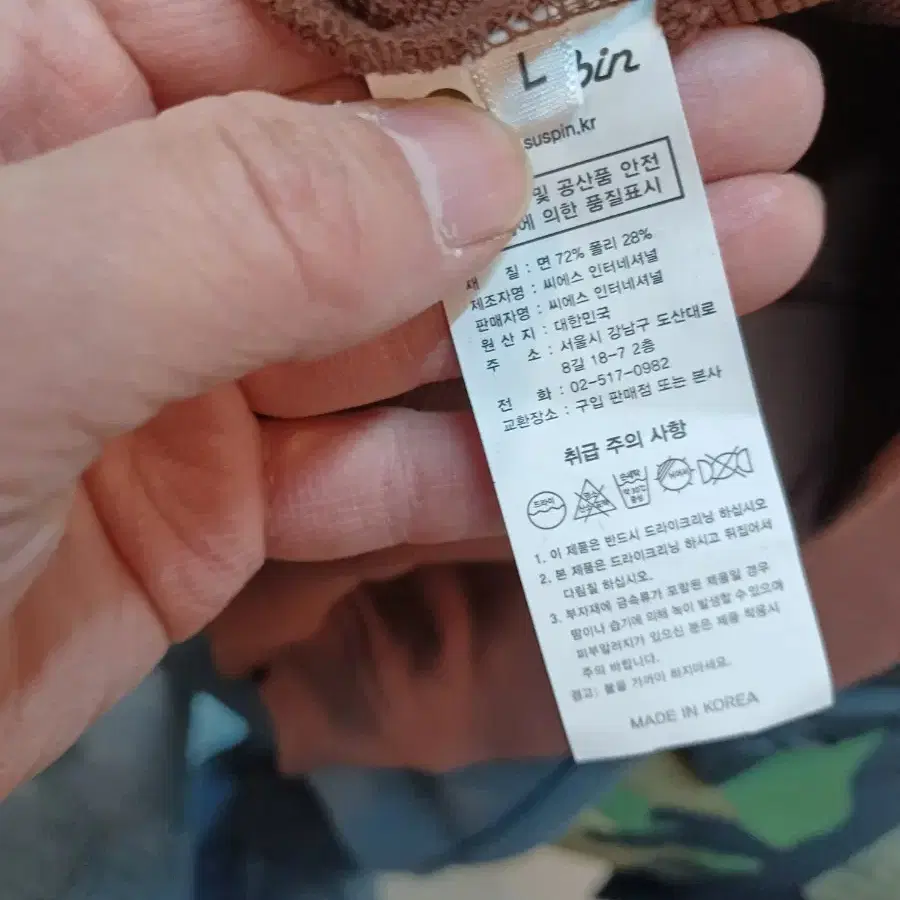 L
pin
suspin.kr
및 공산품 안전
에 의한 품질표시
재 질 : 면 72% 폴리 28%
제조자명 : 씨에스 인터네셔널
판매자명 : 씨에스 인터네셔널
원 산 지 : 대한민국
주 소 : 서울시 강남구 도산대로
8길 18-7 2층
전 화 : 02-517-0982
교환장소 : 구입 판매점 또는 본사
취급 주의 사항
드라이
손세탁
약 30℃
중성
1. 이 제품은 반드시 드라이크리닝 하십시오
2. 본 제품은 드라이크리닝 하시고 뒤집어서
다림질 하십시오.
3. 부자재에 금속류가 포함된 제품일 경우
땀이나 습기에 의해 녹이 발생할 수 있으며
피부알러지가 있으신 분은 제품 착용시
주의 바랍니다.
경고: 불을 가까이 하지마세요.
MADE IN KOREA